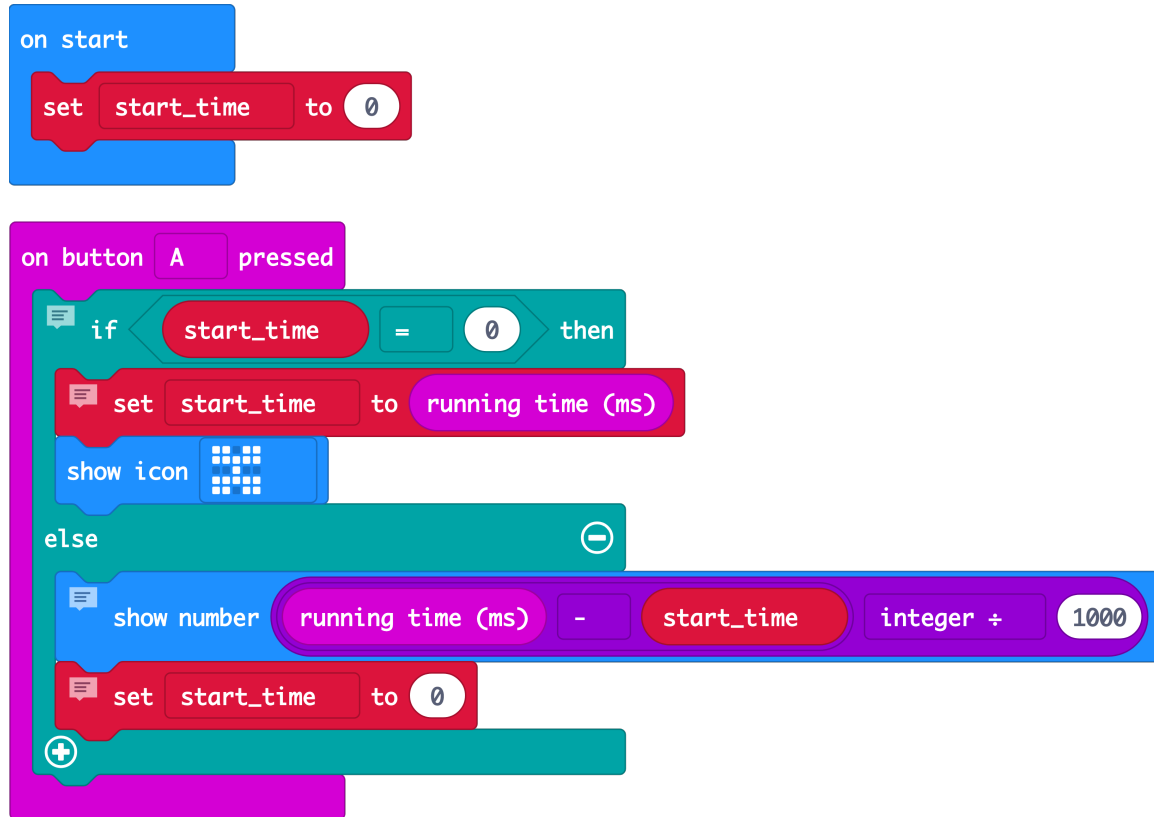 on start
set start_time to 0
on button A pressed
if start_time = 0 then
set start_time to running time (ms)
show icon
else
show number running time (ms) - start_time integer ÷ 1000
set start_time to 0